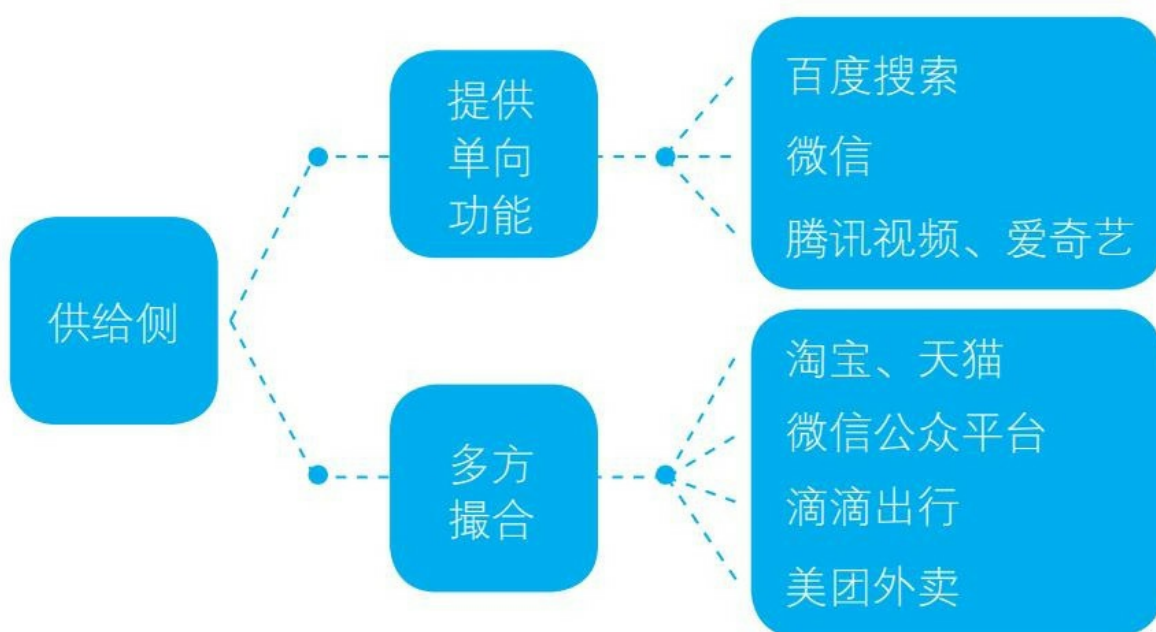 供给侧
提供
单向
功能
百度搜索
微信
腾讯视频、爱奇艺
多方
撮合
淘宝、天猫
微信公众平台
滴滴出行
美团外卖